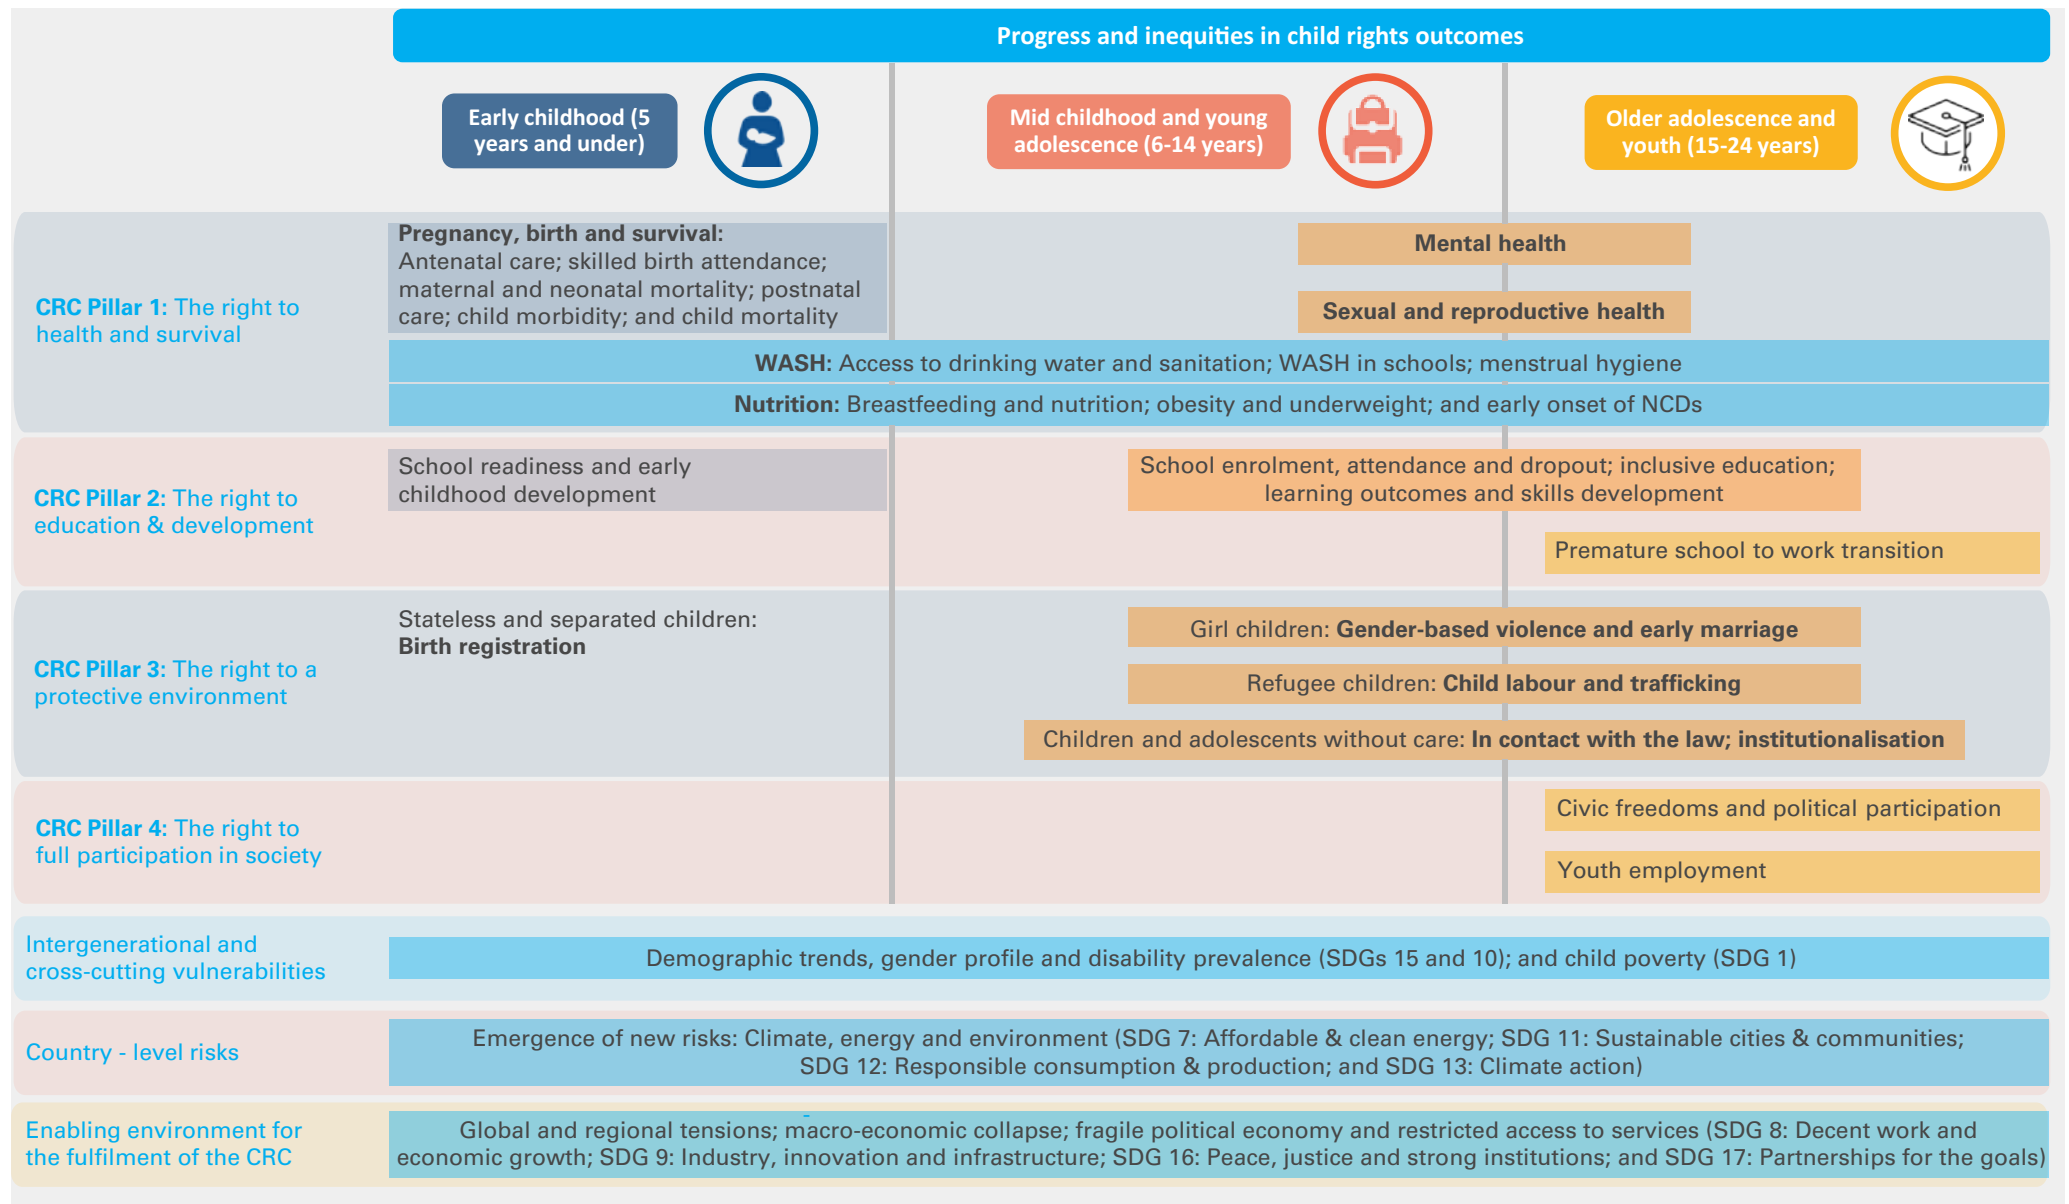 Progress and inequities in child rights outcomes
Early childhood (5
years and under)
Mid childhood and young
adolescence (6-14 years)
Older adolescence and
youth (15-24 years)
CRC Pillar 1: The right to
health and survival
Pregnancy, birth and survival:
Antenatal care; skilled birth attendance;
maternal and neonatal mortality; postnatal
care; child morbidity; and child mortality
Mental health
Sexual and reproductive health
WASH: Access to drinking water and sanitation; WASH in schools; menstrual hygiene
Nutrition: Breastfeeding and nutrition; obesity and underweight; and early onset of NCDs
CRC Pillar 2: The right to
education & development
School readiness and early
childhood development
School enrolment, attendance and dropout; inclusive education;
learning outcomes and skills development
Premature school to work transition
CRC Pillar 3: The right to a
protective environment
Stateless and separated children:
Birth registration
Girl children: Gender-based violence and early marriage
Refugee children: Child labour and trafficking
Children and adolescents without care: In contact with the law; institutionalisation
CRC Pillar 4: The right to
full participation in society
Civic freedoms and political participation
Youth employment
Intergenerational and
cross-cutting vulnerabilities
Demographic trends, gender profile and disability prevalence (SDGs 15 and 10); and child poverty (SDG 1)
Country - level risks
Emergence of new risks: Climate, energy and environment (SDG 7: Affordable & clean energy; SDG 11: Sustainable cities & communities;
SDG 12: Responsible consumption & production; and SDG 13: Climate action)
Enabling environment for
the fulfilment of the CRC
Global and regional tensions; macro-economic collapse; fragile political economy and restricted access to services (SDG 8: Decent work and
economic growth; SDG 9: Industry, innovation and infrastructure; SDG 16: Peace, justice and strong institutions; and SDG 17: Partnerships for the goals)